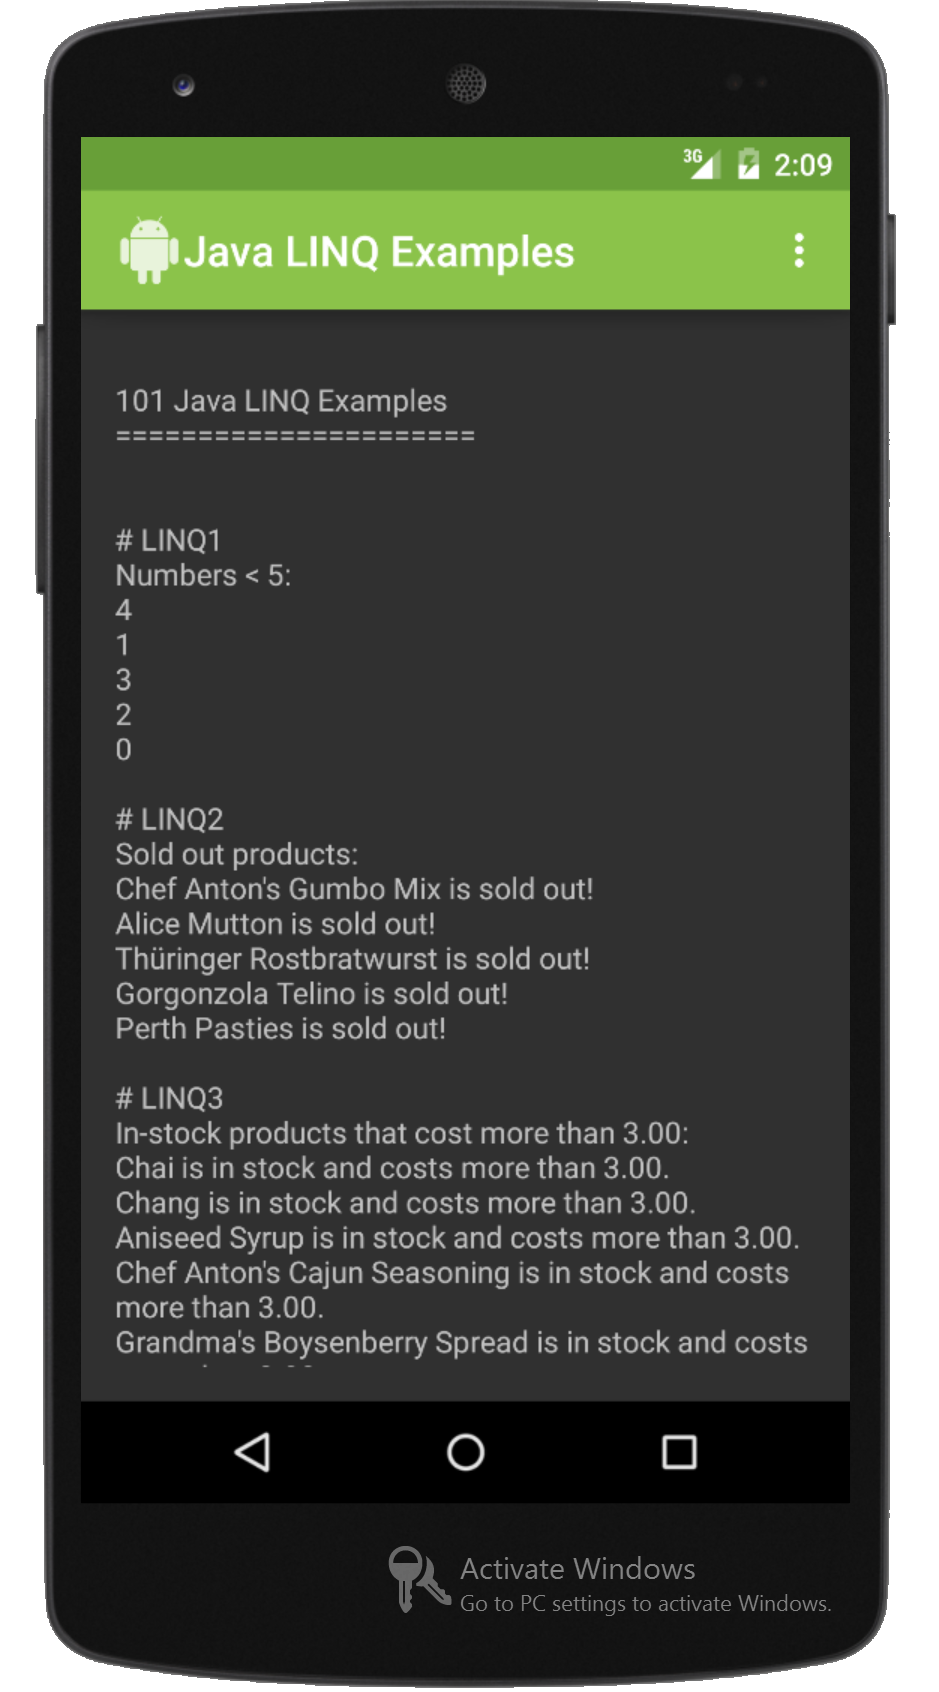 3G 2:09
Java LINQ Examples
101 Java LINQ Examples
======================
# LINQ1
Numbers < 5:
4
1
3
2
0
# LINQ2
Sold out products:
Chef Anton's Gumbo Mix is sold out!
Alice Mutton is sold out!
Thüringer Rostbratwurst is sold out!
Gorgonzola Telino is sold out!
Perth Pasties is sold out!
# LINQ3
In-stock products that cost more than 3.00:
Chai is in stock and costs more than 3.00.
Chang is in stock and costs more than 3.00.
Aniseed Syrup is in stock and costs more than 3.00.
Chef Anton's Cajun Seasoning is in stock and costs
more than 3.00.
Grandma's Boysenberry Spread is in stock and costs
Activate Windows
Go to PC settings to activate Windows.